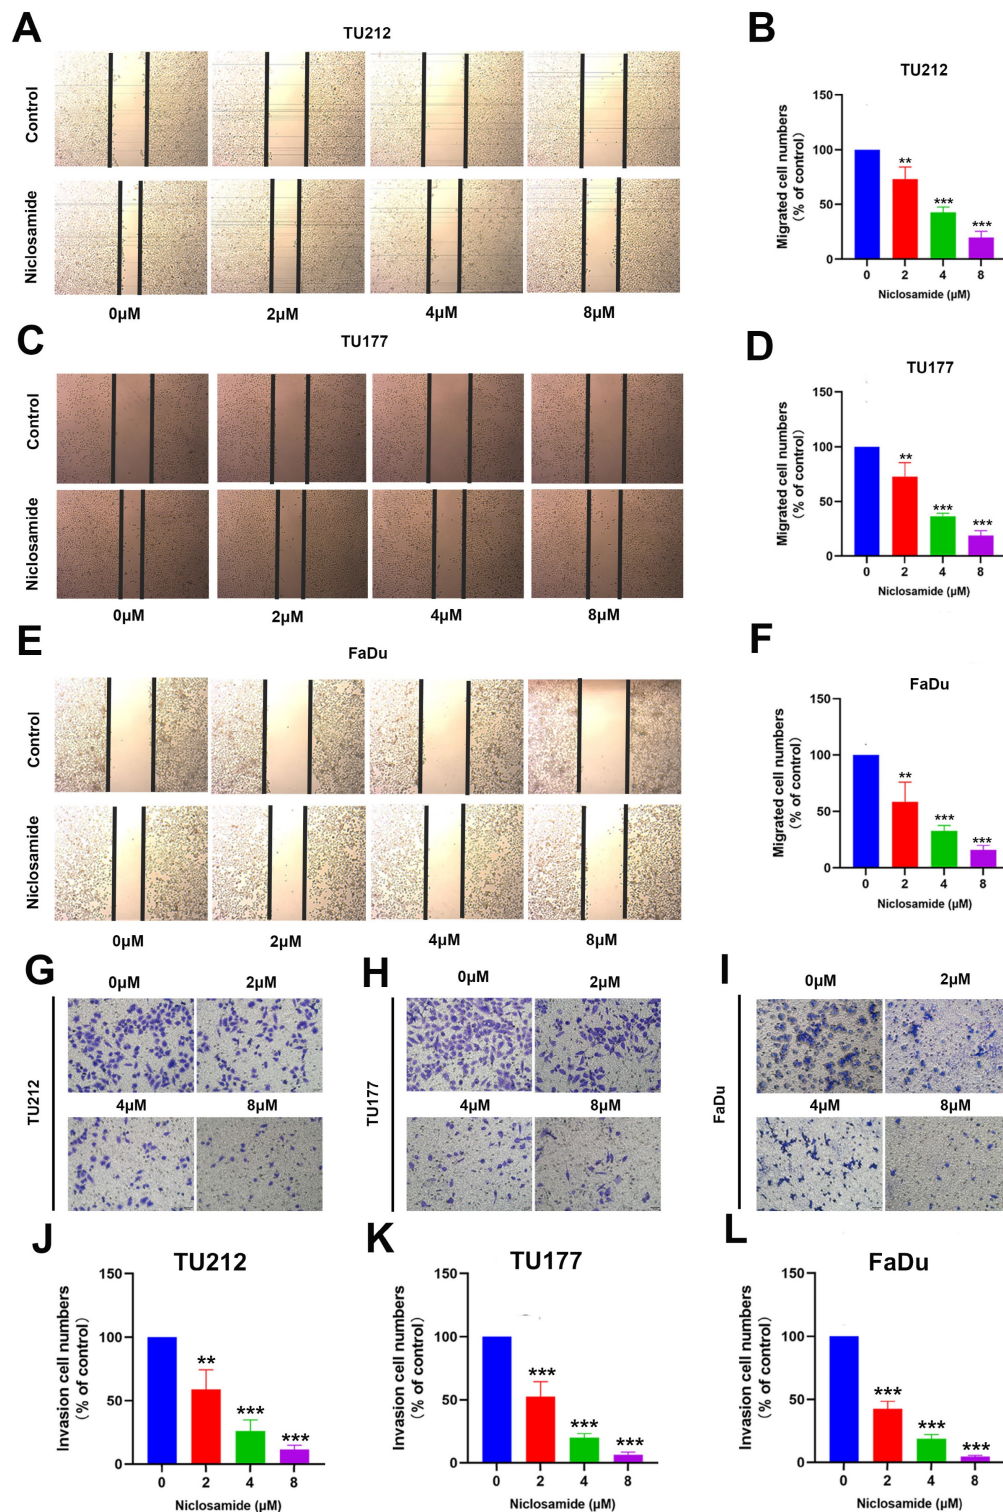 A
TU212
Control
Niclosamide
0μM 2μM 4μM 8μM
B
TU212
Migrated cell numbers
(% of control)
150
100
50
0
**
***
***
0 2 4 8
Niclosamide (μM)
C
TU177
Control
Niclosamide
0μM 2μM 4μM 8μM
D
TU177
Migrated cell numbers
(% of control)
150
100
50
0
**
***
***
0 2 4 8
Niclosamide (μM)
E
FaDu
Control
Niclosamide
0μM 2μM 4μM 8μM
F
FaDu
Migrated cell numbers
(% of control)
150
100
50
0
**
***
***
0 2 4 8
Niclosamide (μM)
G
TU212
0μM 2μM
4μM 8μM
H
TU177
0μM 2μM
4μM 8μM
I
FaDu
0μM 2μM
4μM 8μM
J
TU212
Invasion cell numbers
(% of control)
150
100
50
0
**
***
***
0 2 4 8
Niclosamide (μM)
K
TU177
Invasion cell numbers
(% of control)
150
100
50
0
***
***
***
0 2 4 8
Niclosamide (μM)
L
FaDu
Invasion cell numbers
(% of control)
150
100
50
0
***
***
***
0 2 4 8
Niclosamide (μM)